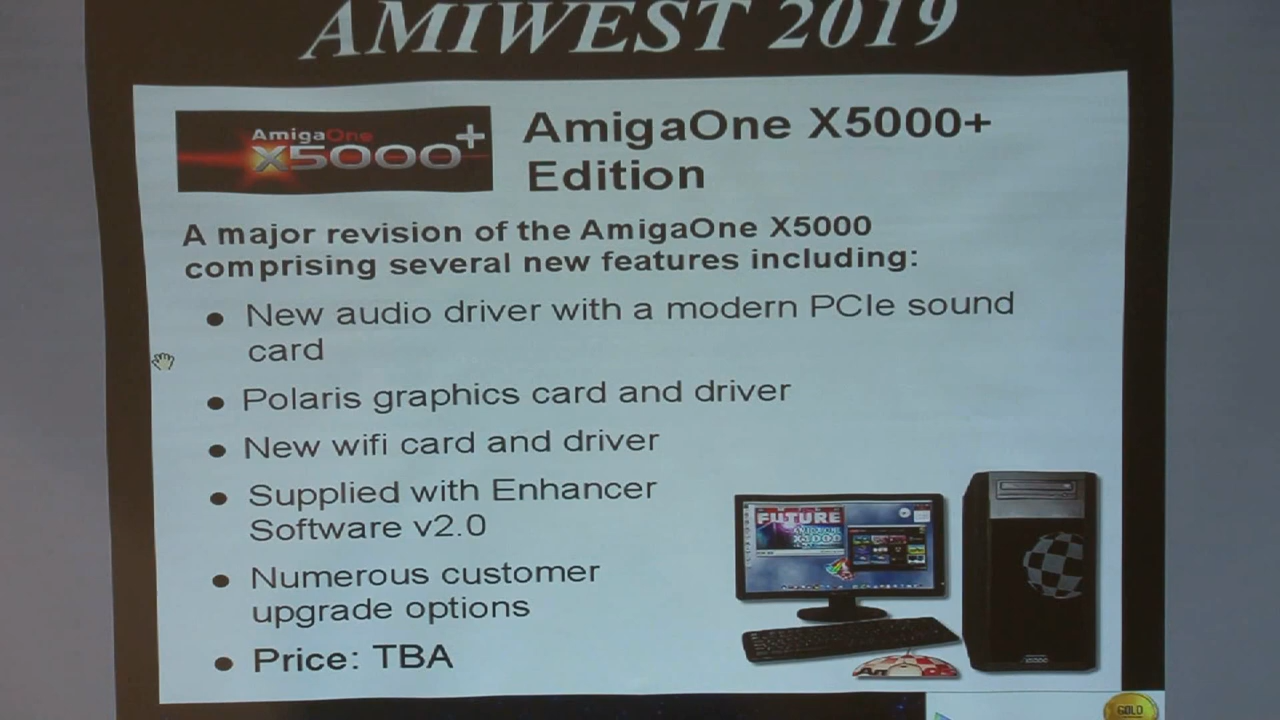 AMIWEST 2019
AmigaOne
X5000+
AmigaOne X5000+
Edition
A major revision of the AmigaOne X5000
comprising several new features including:
New audio driver with a modern PCIe sound
card
Polaris graphics card and driver
New wifi card and driver
Supplied with Enhancer
Software v2.0
Numerous customer
upgrade options
Price: TBA
FUTURE
GOLD